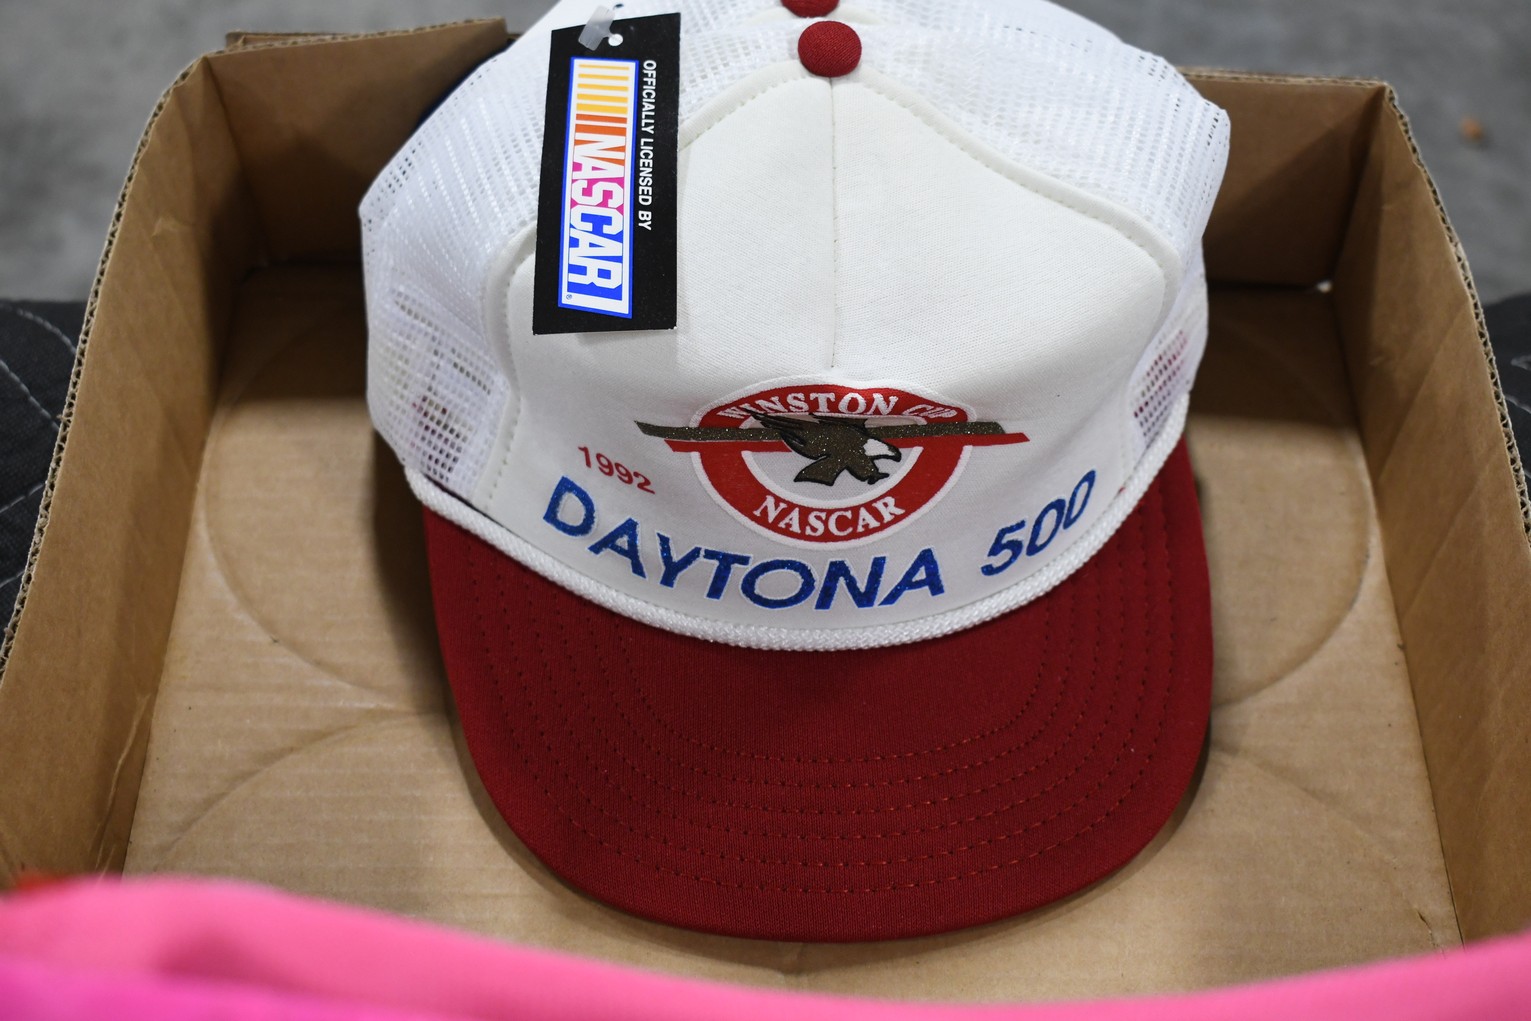 OFFICIALLY LICENSED BY
NASCAR®
WINSTON CUP
NASCAR
1992
DAYTONA 500